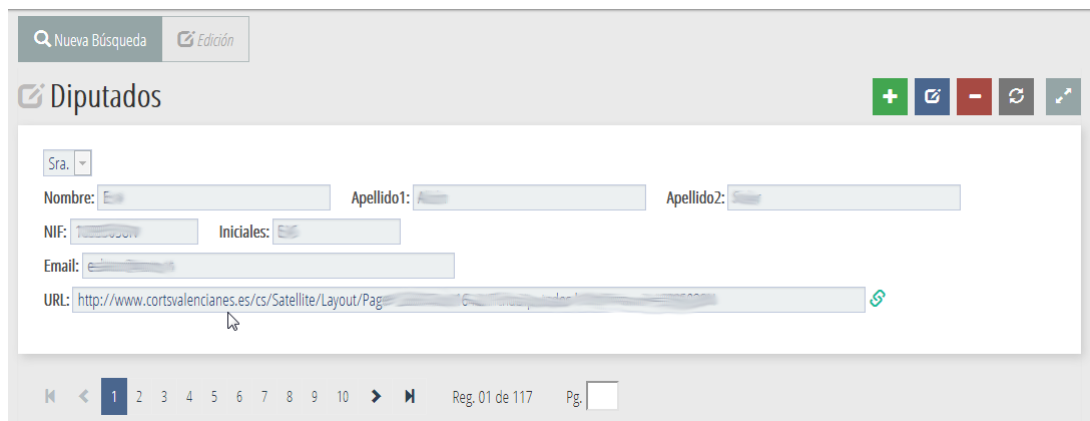 Nueva Búsqueda Edición
Diputados
Sra.
Nombre: Apellido1: Apellido2:
NIF: Iniciales:
Email:
URL: http://www.cortsvalencianes.es/cs/Satellite/Layout/Page
1 2 3 4 5 6 7 8 9 10 Reg. 01 de 117 Pg.